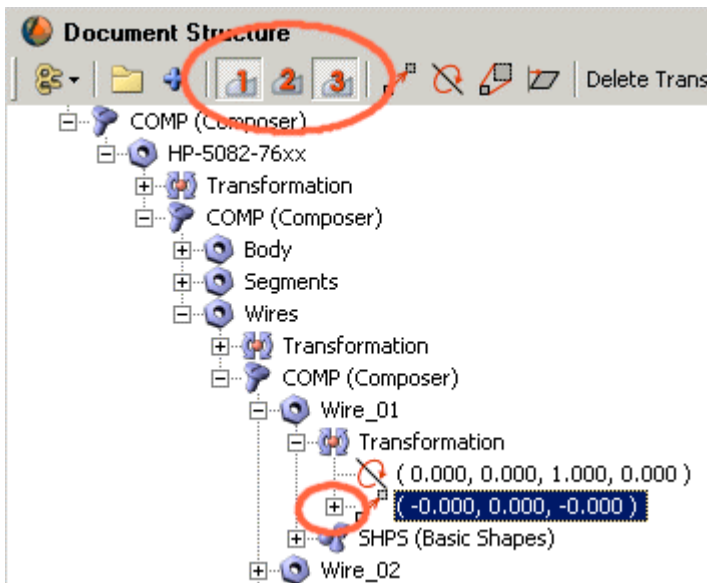 Document Structure
1 2 3 Delete Trans
COMP (Composer)
HP-5082-76xx
Transformation
COMP (Composer)
Body
Segments
Wires
Transformation
COMP (Composer)
Wire_01
Transformation
( 0.000, 0.000, 1.000, 0.000 )
( -0.000, 0.000, -0.000 )
SHPS (Basic Shapes)
Wire_02